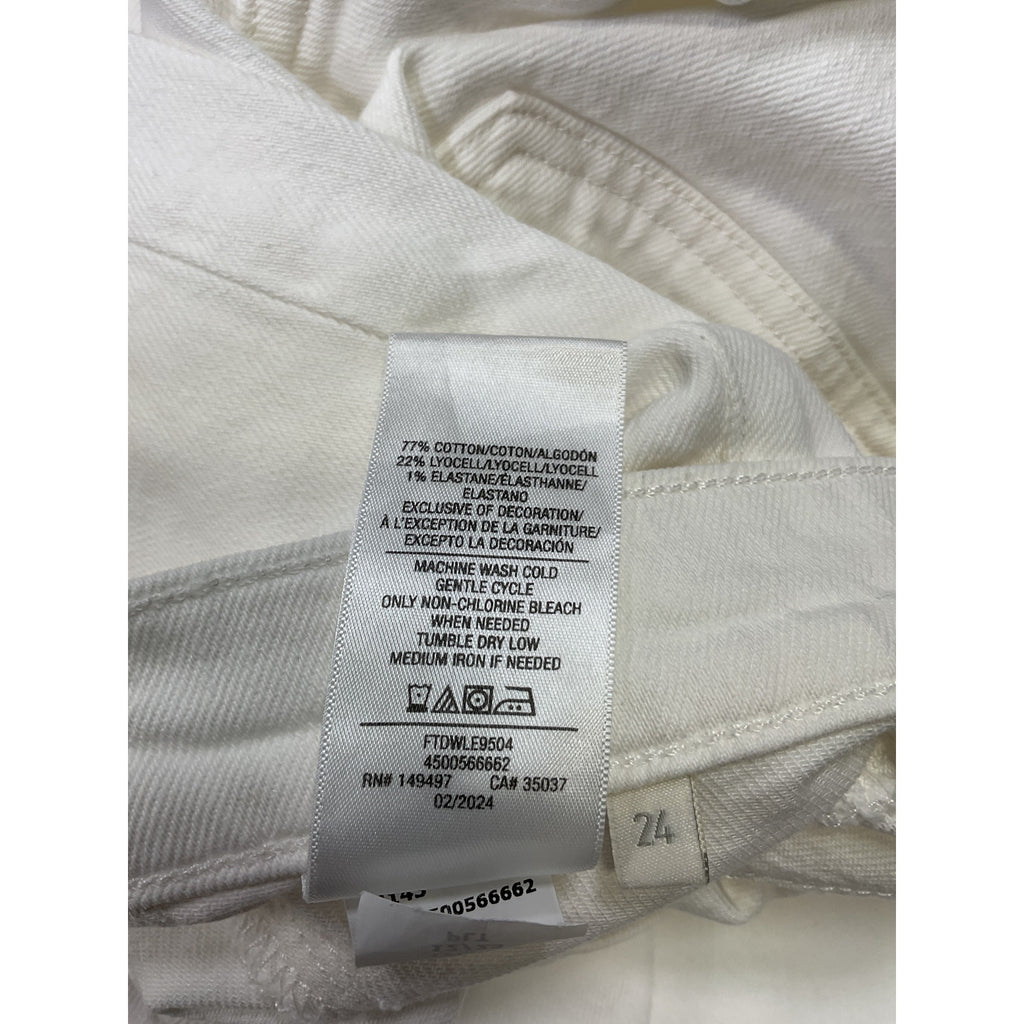 77% COTTON/COTON/ALGODÓN
22% LYOCELL/LYOCELL/LYOCELL
1% ELASTANE/ÉLASTHANNE/
ELASTANO
EXCLUSIVE OF DECORATION/
À L'EXCEPTION DE LA GARNITURE/
EXCEPTO LA DECORACIÓN
MACHINE WASH COLD
GENTLE CYCLE
ONLY NON-CHLORINE BLEACH
WHEN NEEDED
TUMBLE DRY LOW
MEDIUM IRON IF NEEDED
FTDWLE9504
4500566662
RN# 149497 CA# 35037
02/2024
24